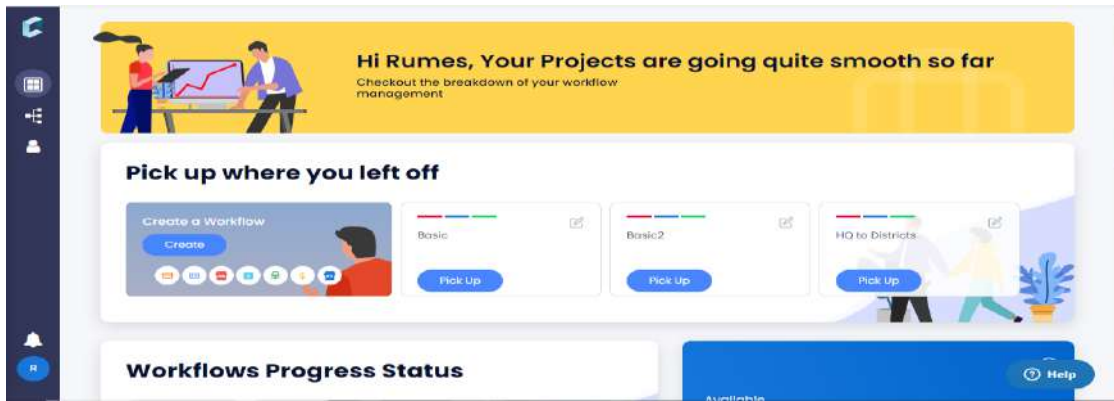 Hi Rumes, Your Projects are going quite smooth so far
Checkout the breakdown of your workflow
management
Pick up where you left off
Create a Workflow
Create
Basic
Pick Up
Basic2
Pick Up
HQ to Districts
Pick Up
Workflows Progress Status
Available
R
Help